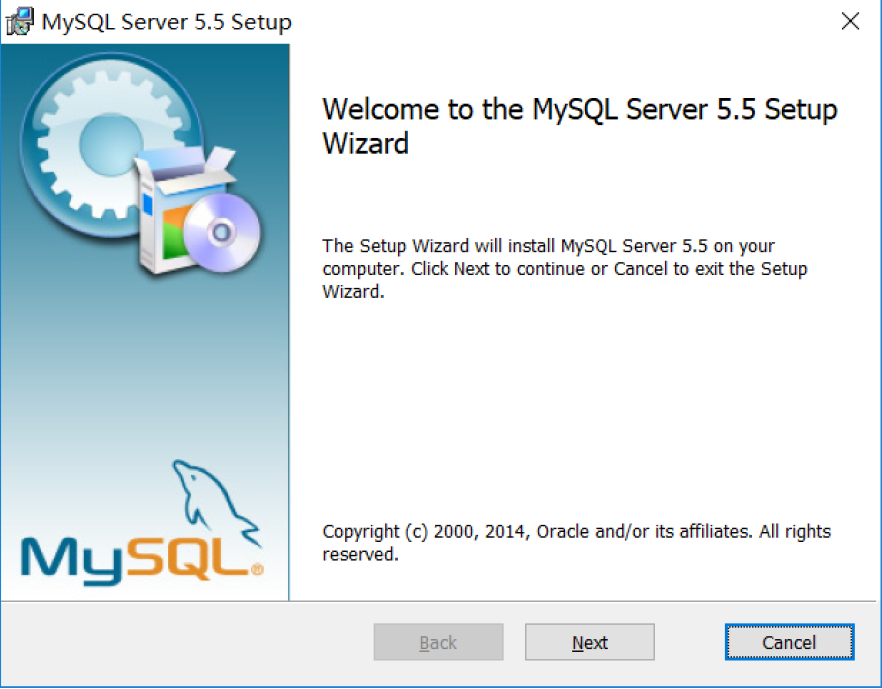 MySQL Server 5.5 Setup
Welcome to the MySQL Server 5.5 Setup
Wizard
The Setup Wizard will install MySQL Server 5.5 on your
computer. Click Next to continue or Cancel to exit the Setup
Wizard.
MySQL®
Copyright (c) 2000, 2014, Oracle and/or its affiliates. All rights
reserved.
Back
Next
Cancel